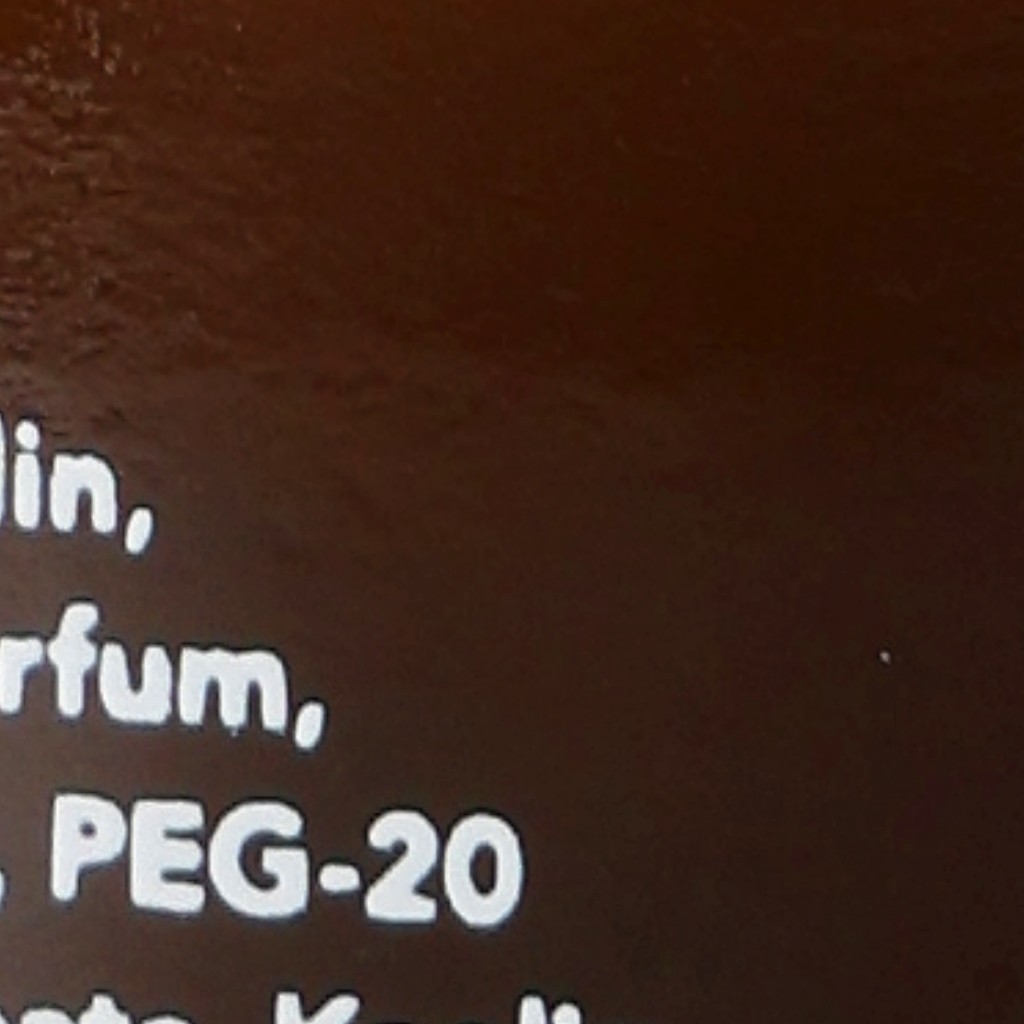 lin,
rfum,
, PEG-20